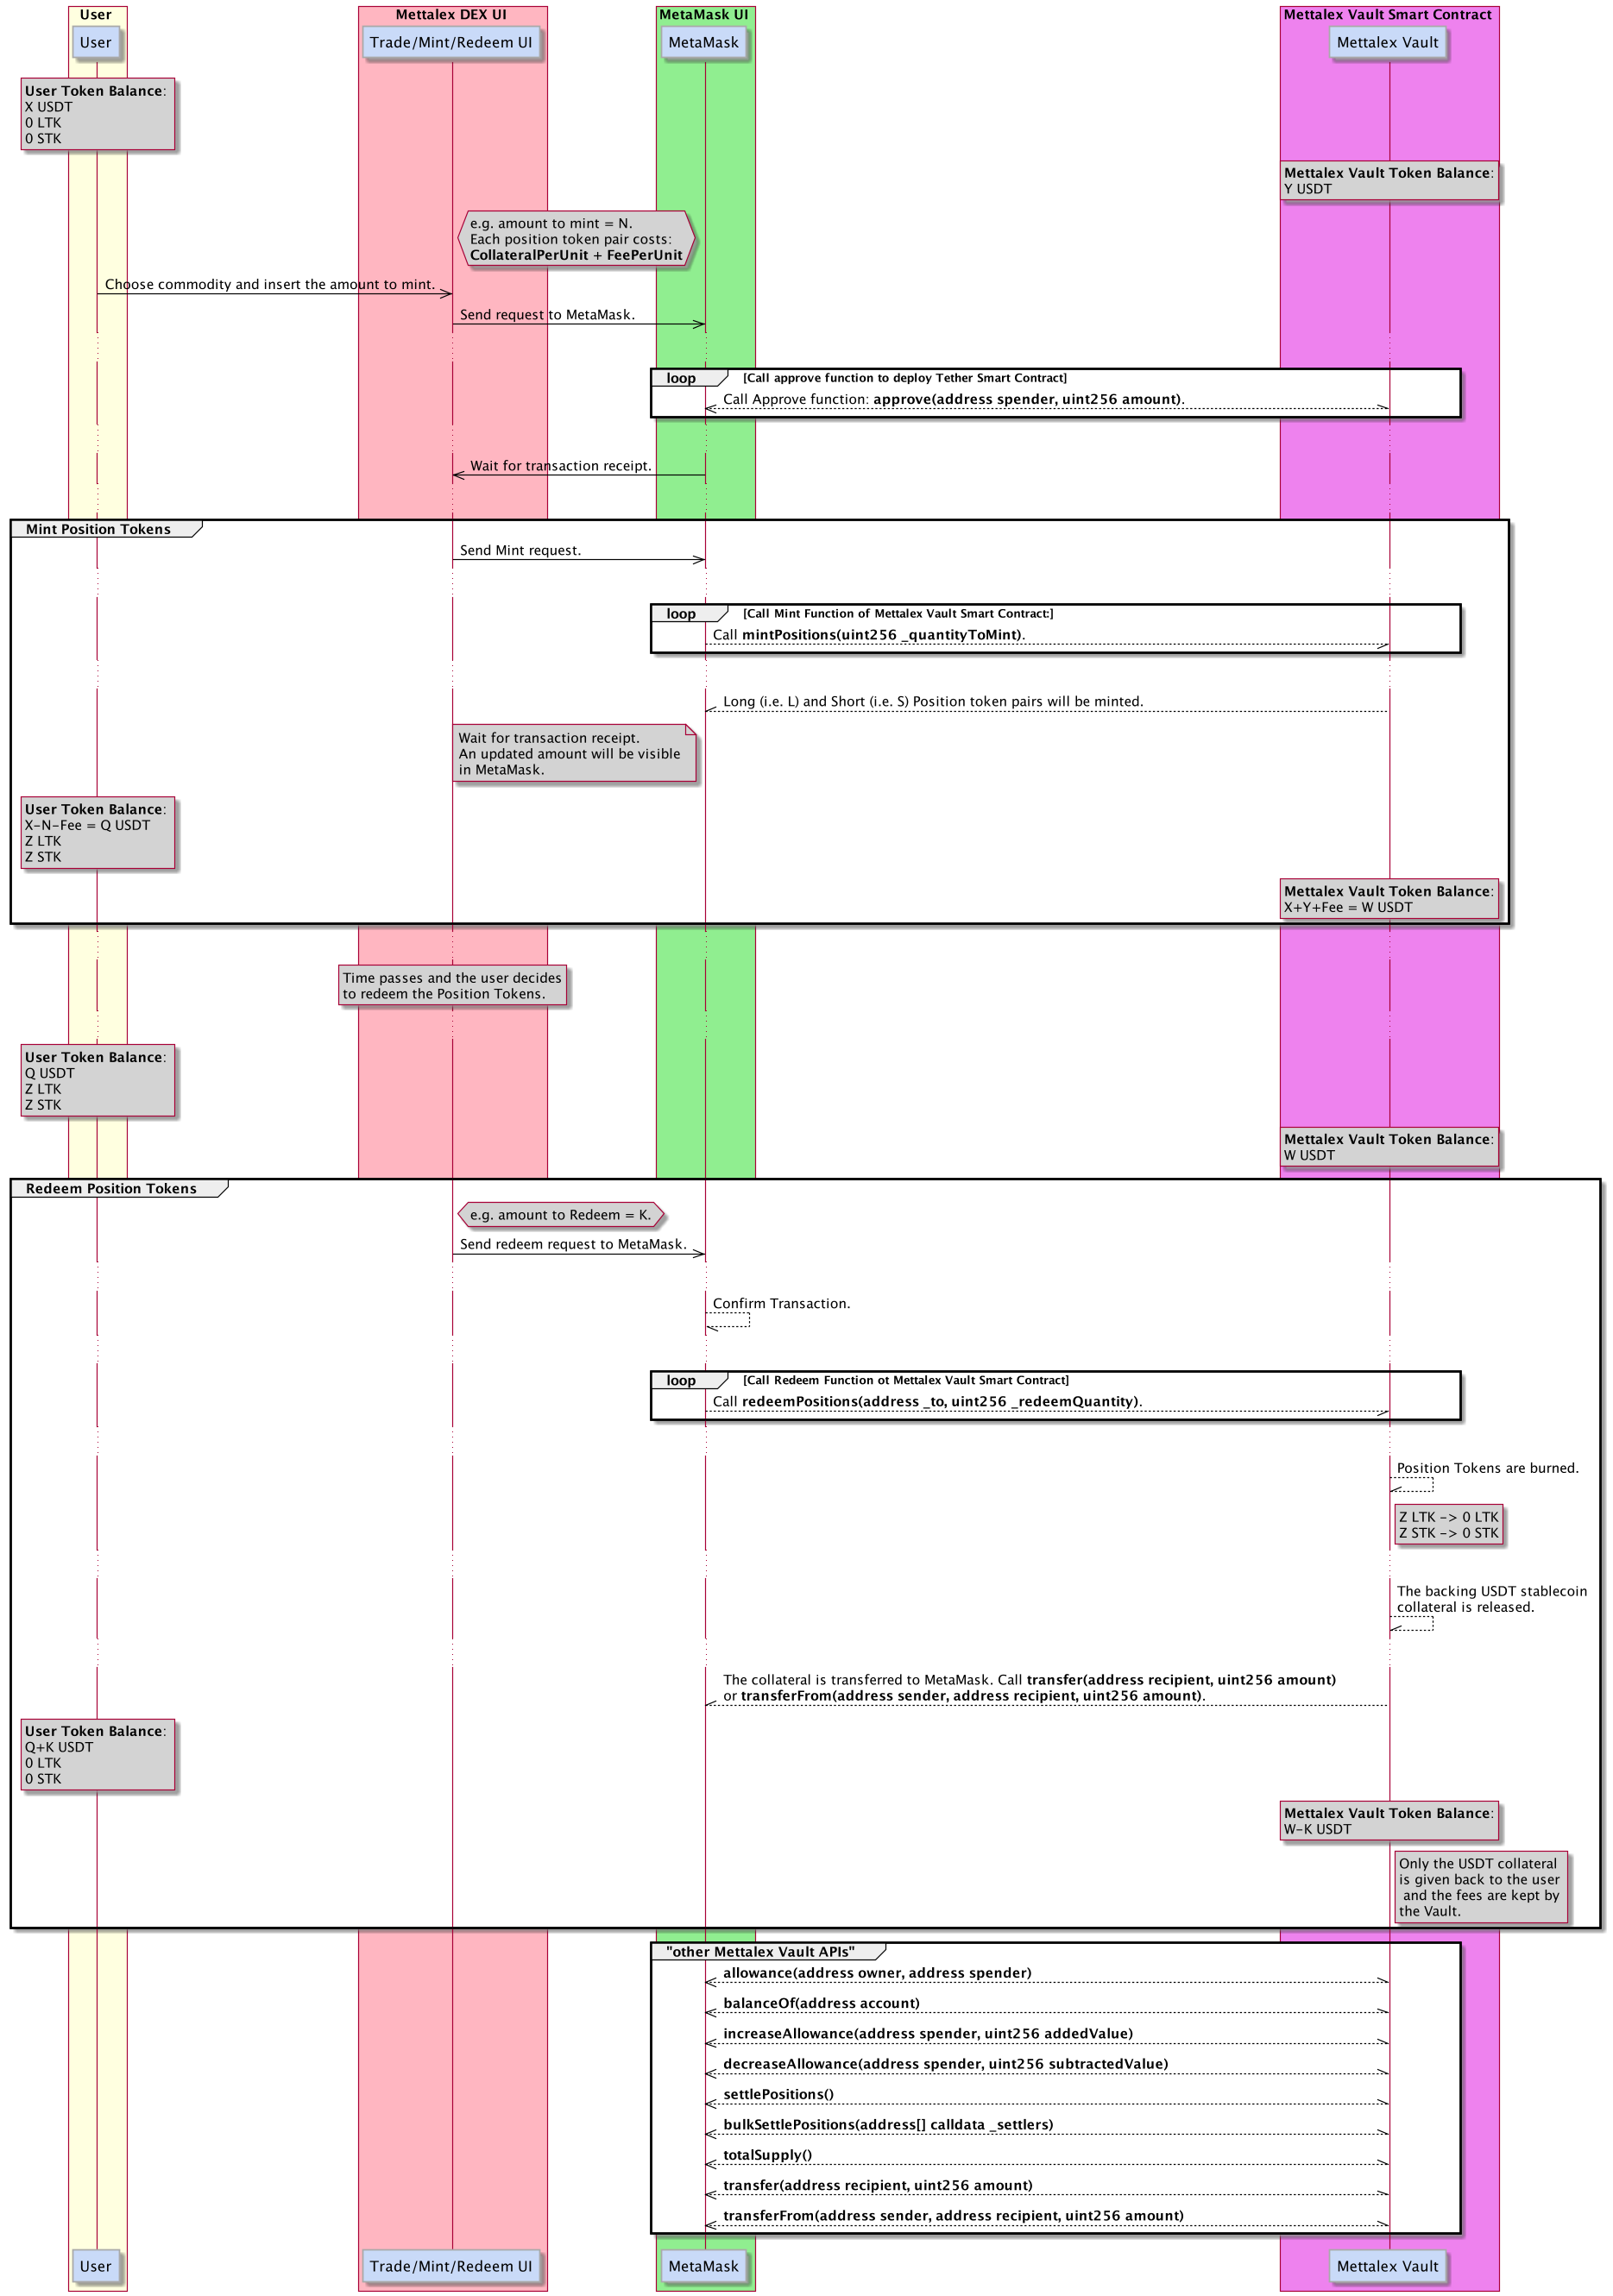 User
Mettalex DEX UI
MetaMask UI
Mettalex Vault Smart Contract
User
Trade/Mint/Redeem UI
MetaMask
Mettalex Vault
User Token Balance:
X USDT
0 LTK
0 STK
Mettalex Vault Token Balance:
Y USDT
e.g. amount to mint = N.
Each position token pair costs:
CollateralPerUnit + FeePerUnit
Choose commodity and insert the amount to mint.
Send request to MetaMask.
loop
[Call approve function to deploy Tether Smart Contract]
Call Approve function: approve(address spender, uint256 amount).
Wait for transaction receipt.
Mint Position Tokens
Send Mint request.
loop
[Call Mint Function of Mettalex Vault Smart Contract:]
Call mintPositions(uint256 _quantityToMint).
Long (i.e. L) and Short (i.e. S) Position token pairs will be minted.
Wait for transaction receipt.
An updated amount will be visible
in MetaMask.
User Token Balance:
X-N-Fee = Q USDT
Z LTK
Z STK
Mettalex Vault Token Balance:
X+Y+Fee = W USDT
Time passes and the user decides
to redeem the Position Tokens.
User Token Balance:
Q USDT
Z LTK
Z STK
Mettalex Vault Token Balance:
W USDT
Redeem Position Tokens
e.g. amount to Redeem = K.
Send redeem request to MetaMask.
Confirm Transaction.
loop
[Call Redeem Function ot Mettalex Vault Smart Contract]
Call redeemPositions(address _to, uint256 _redeemQuantity).
Position Tokens are burned.
Z LTK -> 0 LTK
Z STK -> 0 STK
The backing USDT stablecoin
collateral is released.
The collateral is transferred to MetaMask. Call transfer(address recipient, uint256 amount)
or transferFrom(address sender, address recipient, uint256 amount).
User Token Balance:
Q+K USDT
0 LTK
0 STK
Mettalex Vault Token Balance:
W-K USDT
Only the USDT collateral
is given back to the user
and the fees are kept by
the Vault.
"other Mettalex Vault APIs"
allowance(address owner, address spender)
balanceOf(address account)
increaseAllowance(address spender, uint256 addedValue)
decreaseAllowance(address spender, uint256 subtractedValue)
settlePositions()
bulkSettlePositions(address[] calldata _settlers)
totalSupply()
transfer(address recipient, uint256 amount)
transferFrom(address sender, address recipient, uint256 amount)
User
Trade/Mint/Redeem UI
MetaMask
Mettalex Vault